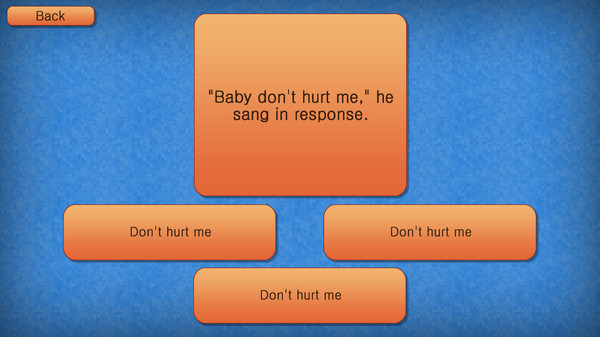 Back
"Baby don't hurt me," he
sang in response.
Don't hurt me
Don't hurt me
Don't hurt me